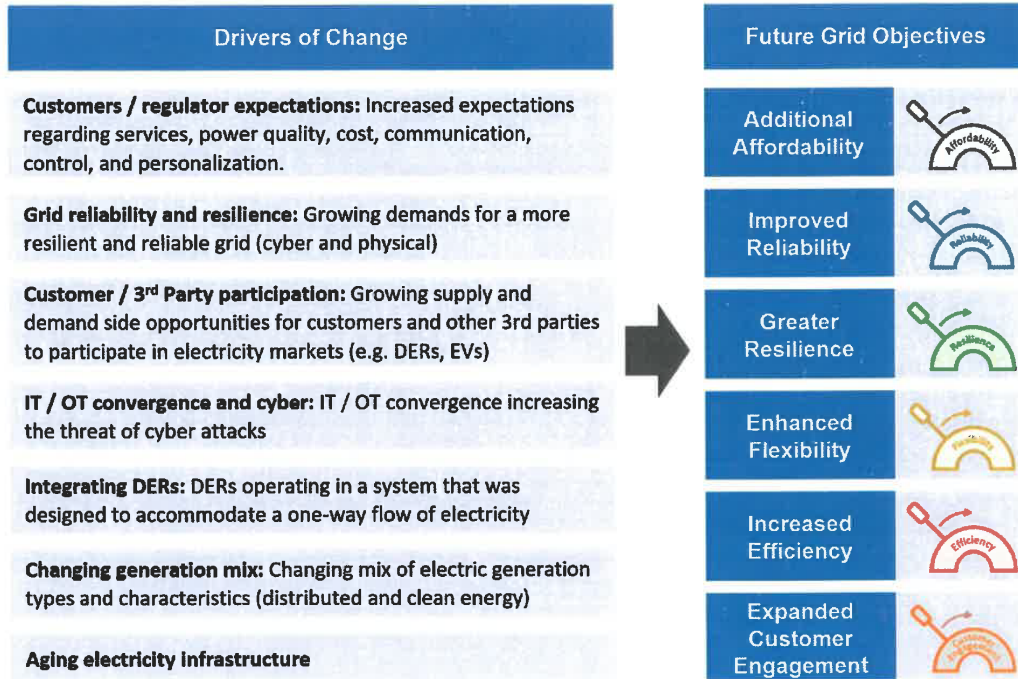 Drivers of Change
Customers / regulator expectations: Increased expectations
regarding services, power quality, cost, communication,
control, and personalization.
Grid reliability and resilience: Growing demands for a more
resilient and reliable grid (cyber and physical)
Customer / 3rd Party participation: Growing supply and
demand side opportunities for customers and other 3rd parties
to participate in electricity markets (e.g. DERs, EVs)
IT / OT convergence and cyber: IT / OT convergence increasing
the threat of cyber attacks
Integrating DERs: DERs operating in a system that was
designed to accommodate a one-way flow of electricity
Changing generation mix: Changing mix of electric generation
types and characteristics (distributed and clean energy)
Aging electricity infrastructure
Future Grid Objectives
Additional
Affordability
Affordability
Improved
Reliability
Reliability
Greater
Resilience
Resilience
Enhanced
Flexibility
Flexibility
Increased
Efficiency
Efficiency
Expanded
Customer
Engagement
Customer
Engagement